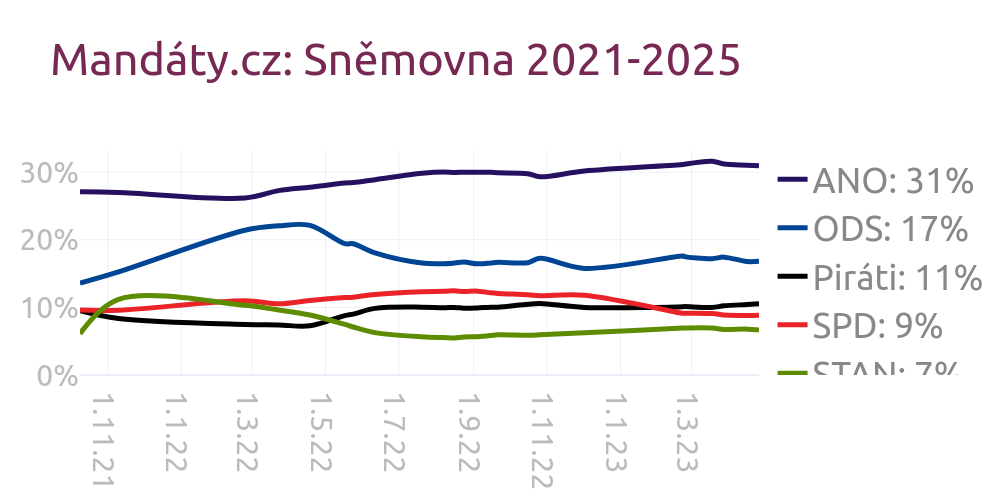 Mandáty.cz: Sněmovna 2021-2025
30%
20%
10%
0%
1.11.21
1.1.22
1.3.22
1.5.22
1.7.22
1.9.22
1.11.22
1.1.23
1.3.23
ANO: 31%
ODS: 17%
Piráti: 11%
SPD: 9%
STAN: 7%